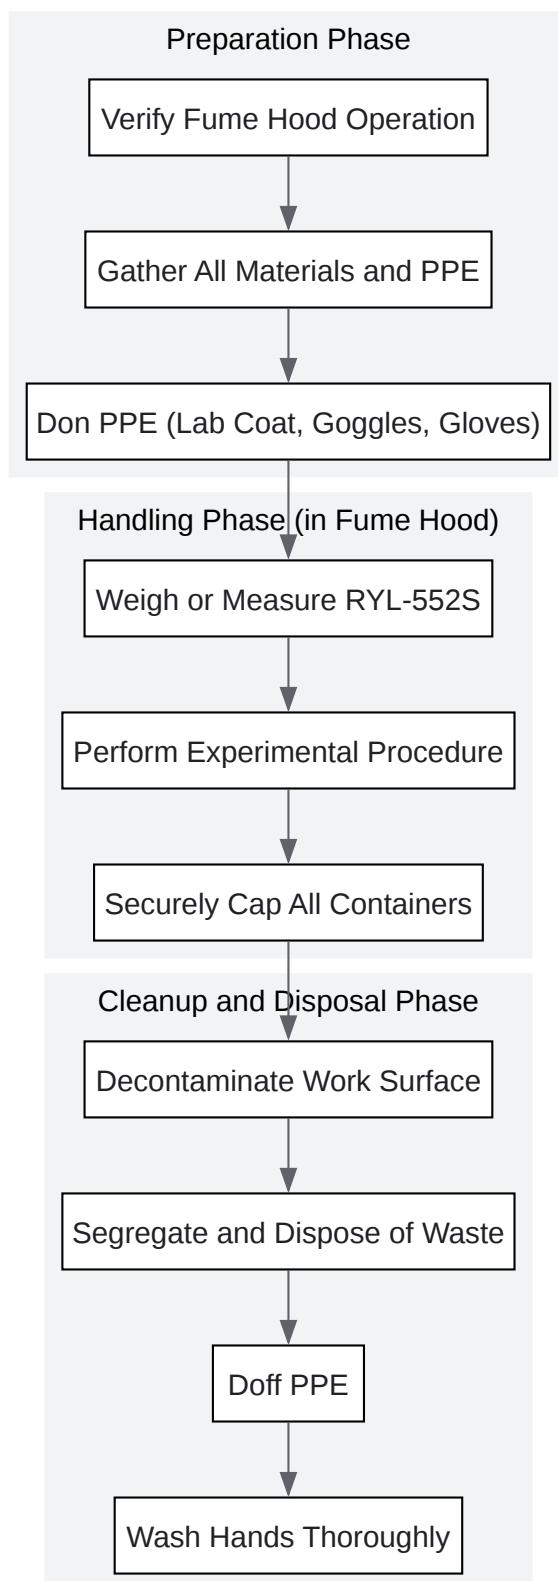 Preparation Phase
Verify Fume Hood Operation
Gather All Materials and PPE
Don PPE (Lab Coat, Goggles, Gloves)
Handling Phase (in Fume Hood)
Weigh or Measure RYL-552S
Perform Experimental Procedure
Securely Cap All Containers
Cleanup and Disposal Phase
Decontaminate Work Surface
Segregate and Dispose of Waste
Doff PPE
Wash Hands Thoroughly